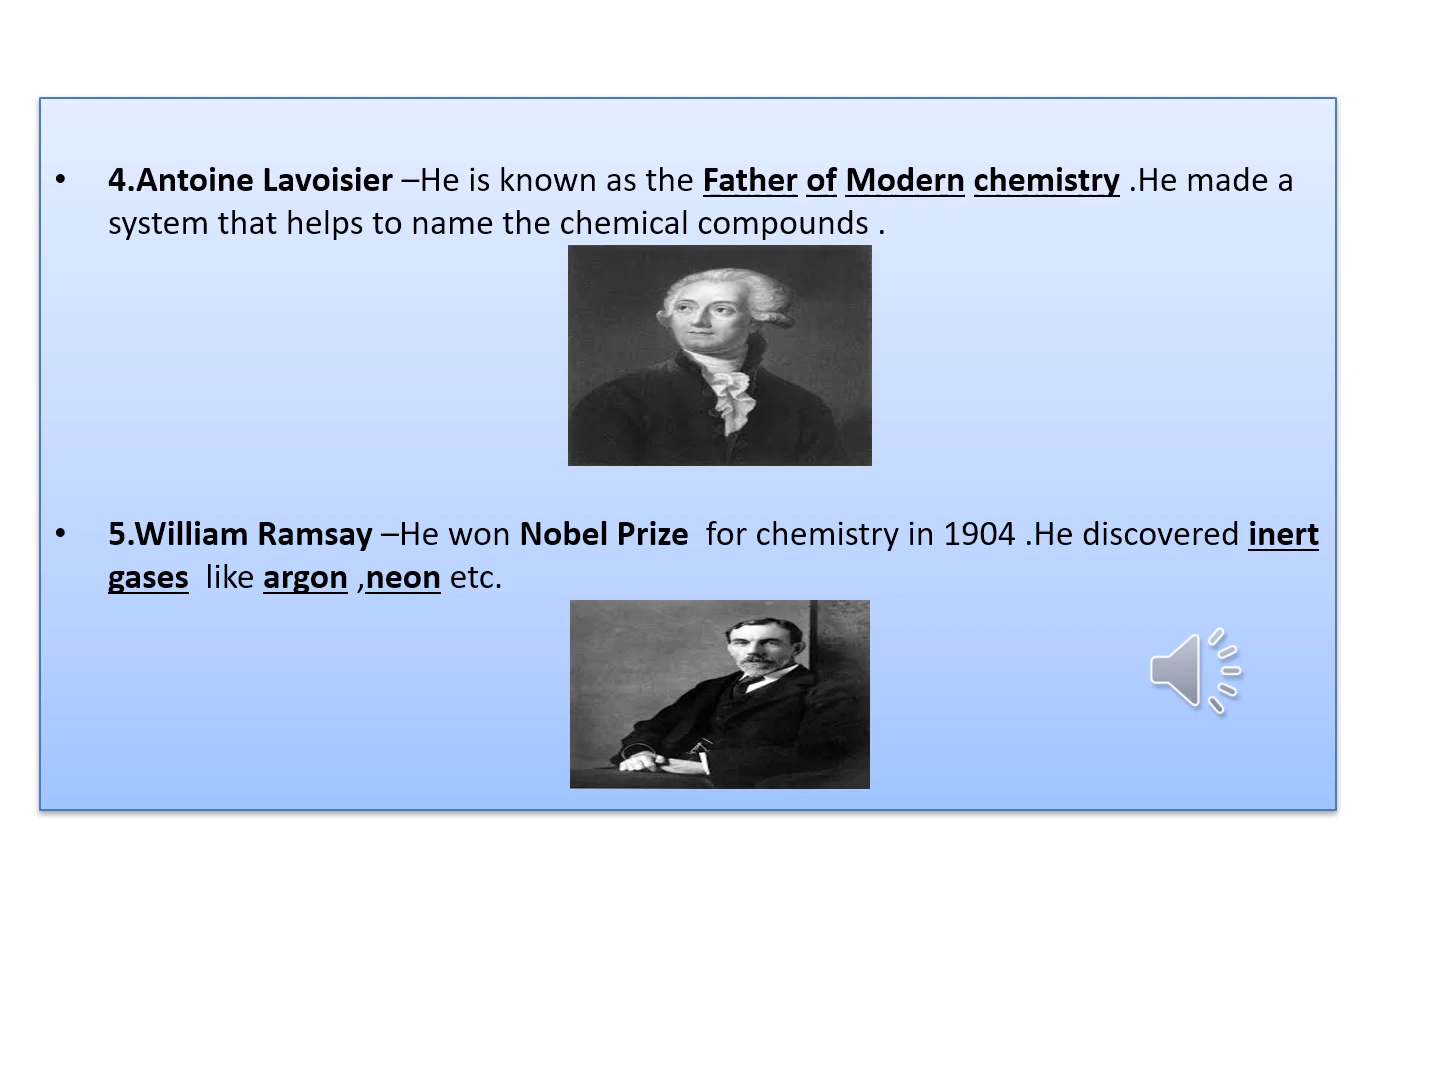 • 4.Antoine Lavoisier –He is known as the Father of Modern chemistry .He made a
system that helps to name the chemical compounds .
• 5.William Ramsay –He won Nobel Prize  for chemistry in 1904 .He discovered inert
gases  like argon ,neon etc.